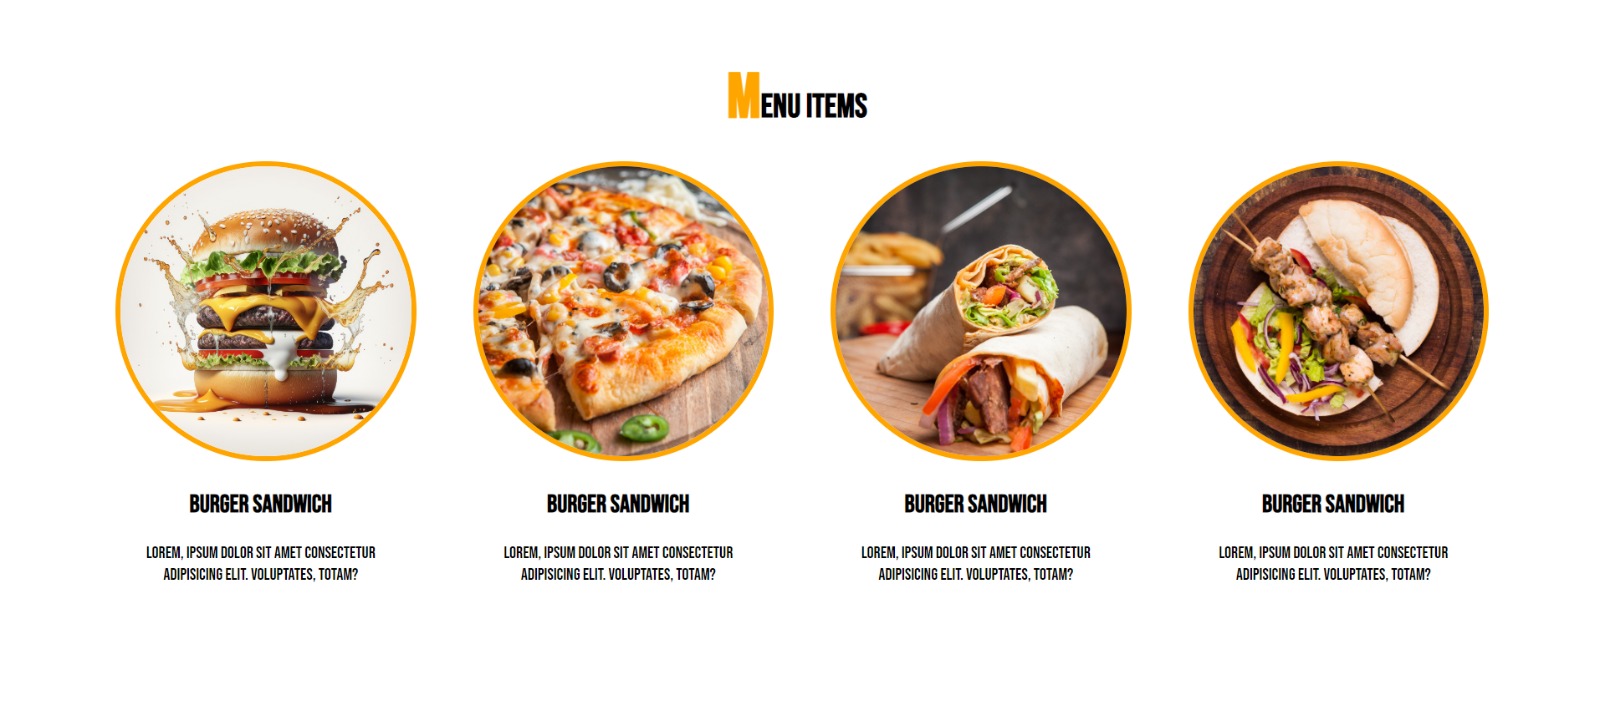 MENU ITEMS
BURGER SANDWICH
LOREM, IPSUM DOLOR SIT AMET CONSECTETUR
ADIPISICING ELIT. VOLUPTATES, TOTAM?
BURGER SANDWICH
LOREM, IPSUM DOLOR SIT AMET CONSECTETUR
ADIPISICING ELIT. VOLUPTATES, TOTAM?
BURGER SANDWICH
LOREM, IPSUM DOLOR SIT AMET CONSECTETUR
ADIPISICING ELIT. VOLUPTATES, TOTAM?
BURGER SANDWICH
LOREM, IPSUM DOLOR SIT AMET CONSECTETUR
ADIPISICING ELIT. VOLUPTATES, TOTAM?